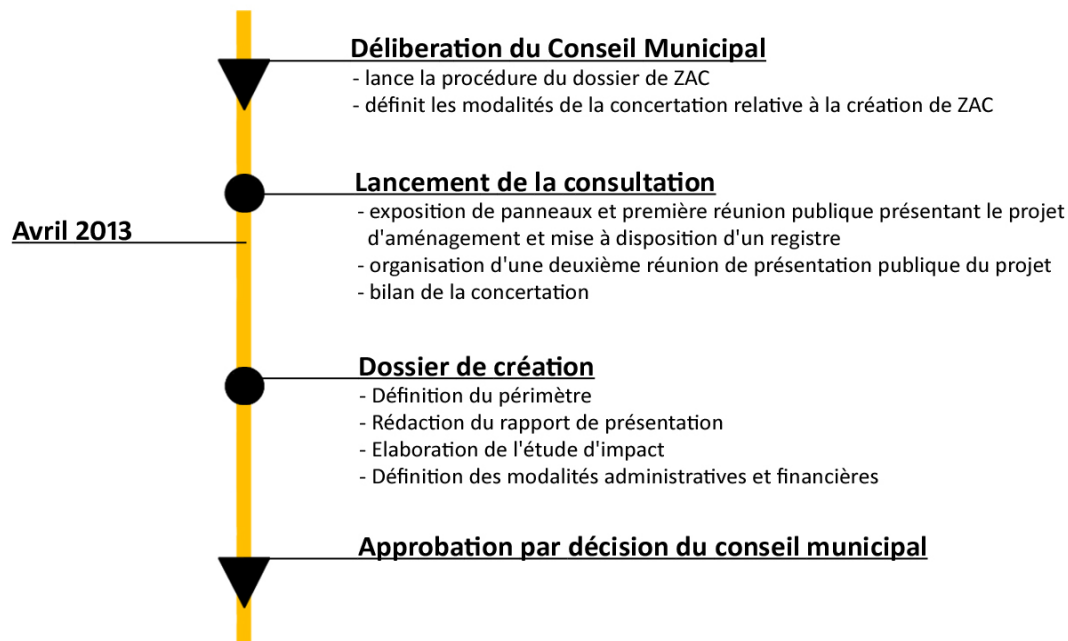 Déliberation du Conseil Municipal
- lance la procédure du dossier de ZAC
- définit les modalités de la concertation relative à la création de ZAC
Lancement de la consultation
- exposition de panneaux et première réunion publique présentant le projet
d'aménagement et mise à disposition d'un registre
- organisation d'une deuxième réunion de présentation publique du projet
- bilan de la concertation
Avril 2013
Dossier de création
- Définition du périmètre
- Rédaction du rapport de présentation
- Elaboration de l'étude d'impact
- Définition des modalités administratives et financières
Approbation par décision du conseil municipal